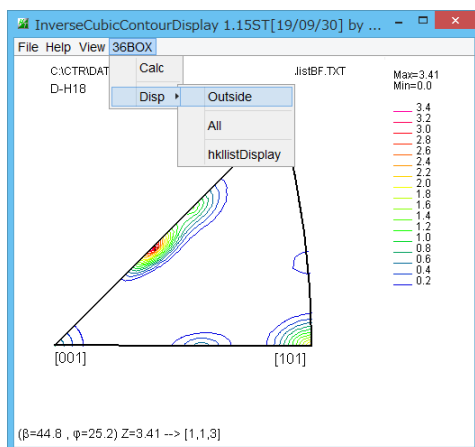 InverseCubicContourDisplay 1.15ST[19/09/30] by ...
File Help View 36BOX
Calc
Disp
Outside
All
hkllistDisplay
C:\CTR\DAT
.listBF.TXT
D-H18
Max=3.41
Min=0.0
3.4
3.2
3.0
2.8
2.6
2.4
2.2
2.0
1.8
1.6
1.4
1.2
1.0
0.8
0.6
0.4
0.2
[001]
[101]
(β=44.8 , φ=25.2) Z=3.41 --> [1,1,3]